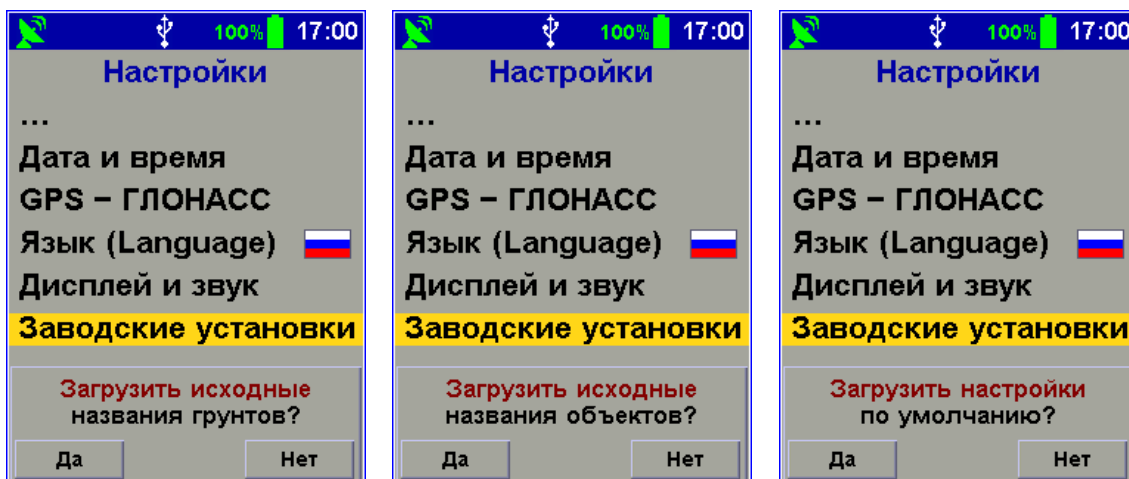 100% 17:00
Настройки
...
Дата и время
GPS – ГЛОНАСС
Язык (Language)
Дисплей и звук
Заводские установки
Загрузить исходные
названия грунтов?
Да Нет
100% 17:00
Настройки
...
Дата и время
GPS – ГЛОНАСС
Язык (Language)
Дисплей и звук
Заводские установки
Загрузить исходные
названия объектов?
Да Нет
100% 17:00
Настройки
...
Дата и время
GPS – ГЛОНАСС
Язык (Language)
Дисплей и звук
Заводские установки
Загрузить настройки
по умолчанию?
Да Нет